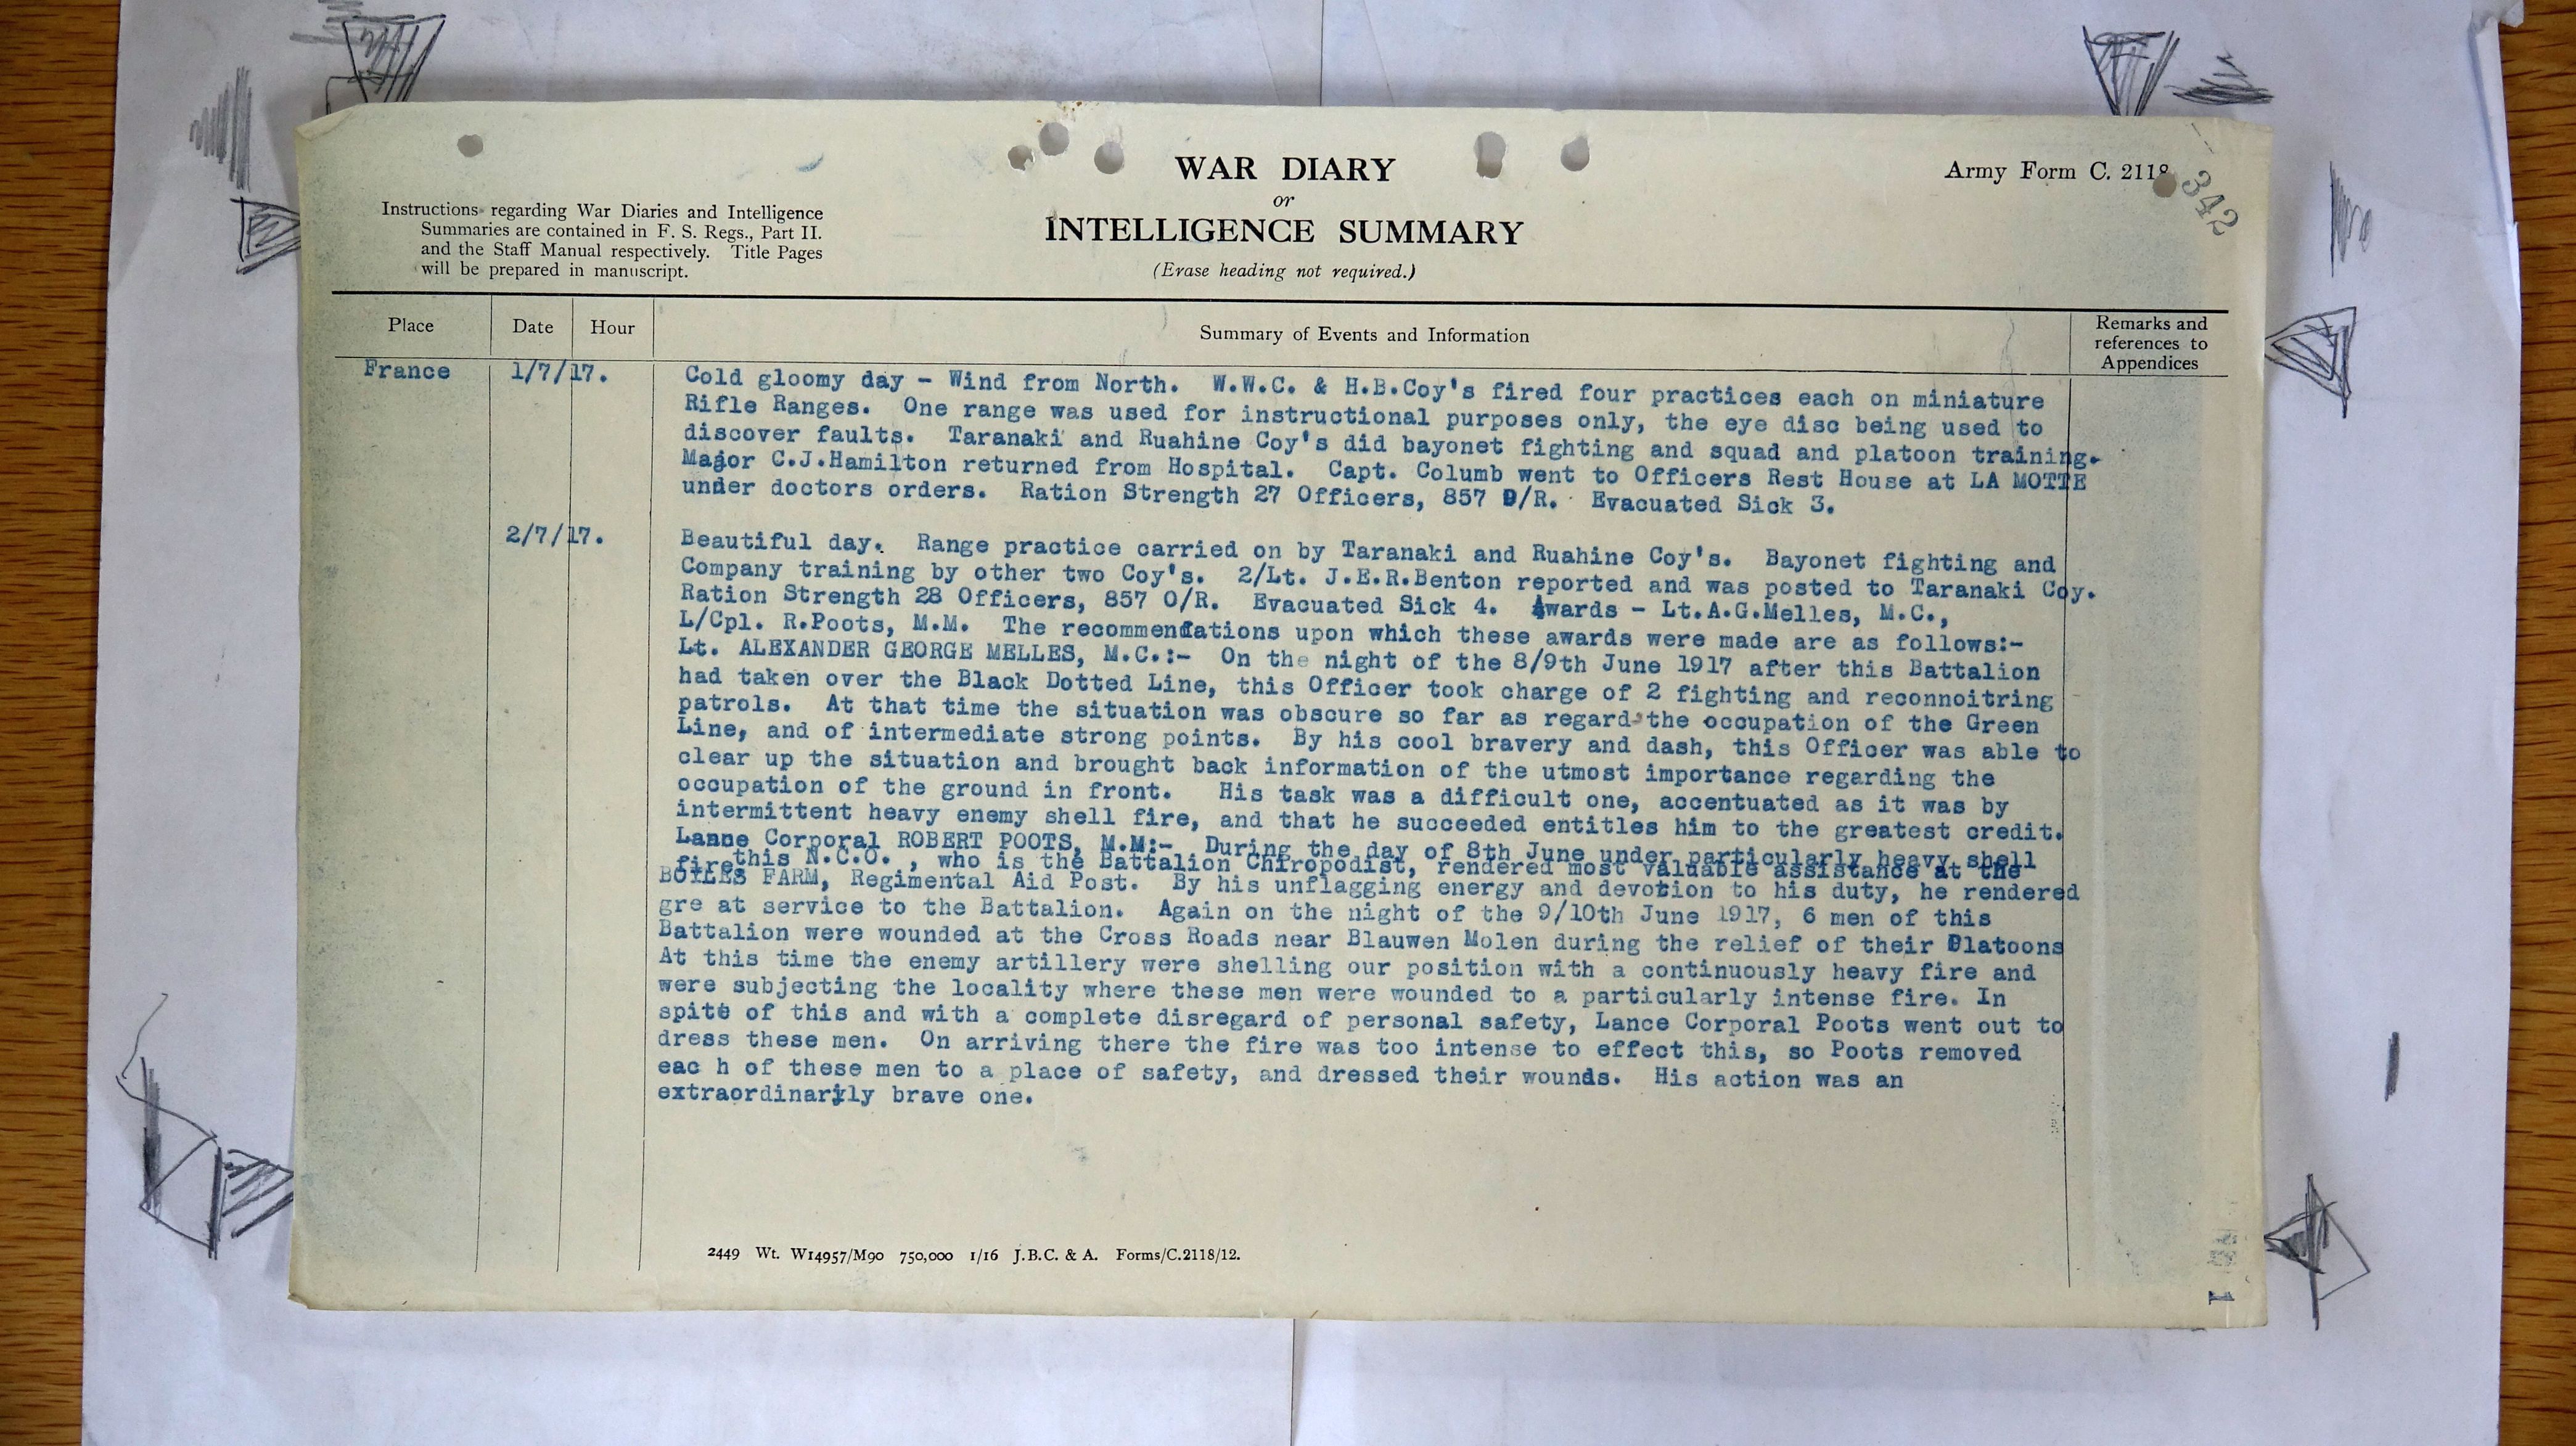 WAR DIARY
or
INTELLIGENCE SUMMARY
(Erase heading not required.)
Army Form C. 2118
342
Instructions regarding War Diaries and Intelligence
Summaries are contained in F. S. Regs., Part II.
and the Staff Manual respectively. Title Pages
will be prepared in manuscript.
Place
Date
Hour
Summary of Events and Information
Remarks and
references to
Appendices
France
1/7/17.
Cold gloomy day - Wind from North. W.W.C. & H.B.Coy's fired four practices each on miniature
Rifle Ranges. One range was used for instructional purposes only, the eye disc being used to
discover faults. Taranaki and Ruahine Coy's did bayonet fighting and squad and platoon training.
Major C.J.Hamilton returned from Hospital. Capt. Columb went to Officers Rest House at LA MOTTE
under doctors orders. Ration Strength 27 Officers, 857 O/R. Evacuated Sick 3.
2/7/17.
Beautiful day. Range practice carried on by Taranaki and Ruahine Coy's. Bayonet fighting and
Company training by other two Coy's. 2/Lt. J.E.R.Benton reported and was posted to Taranaki Coy.
Ration Strength 28 Officers, 857 O/R. Evacuated Sick 4. Awards - Lt.A.G.Melles, M.C.,
L/Cpl. R.Poots, M.M. The recommendations upon which these awards were made are as follows:-
Lt. ALEXANDER GEORGE MELLES, M.C.:- On the night of the 8/9th June 1917 after this Battalion
had taken over the Black Dotted Line, this Officer took charge of 2 fighting and reconnoitring
patrols. At that time the situation was obscure so far as regards the occupation of the Green
Line, and of intermediate strong points. By his cool bravery and dash, this Officer was able to
clear up the situation and brought back information of the utmost importance regarding the
occupation of the ground in front. His task was a difficult one, accentuated as it was by
intermittent heavy enemy shell fire, and that he succeeded entitles him to the greatest credit.
Lance Corporal ROBERT POOTS, M.M:- During the day of 8th June under particularly heavy shell
fire this N.C.O. , who is the Battalion Chiropodist, rendered most valuable assistance at the
BOYLES FARM, Regimental Aid Post. By his unflagging energy and devotion to his duty, he rendered
gre at service to the Battalion. Again on the night of the 9/10th June 1917, 6 men of this
Battalion were wounded at the Cross Roads near Blauwen Molen during the relief of their Platoons
At this time the enemy artillery were shelling our position with a continuously heavy fire and
were subjecting the locality where these men were wounded to a particularly intense fire. In
spite of this and with a complete disregard of personal safety, Lance Corporal Poots went out to
dress these men. On arriving there the fire was too intense to effect this, so Poots removed
eac h of these men to a place of safety, and dressed their wounds. His action was an
extraordinarily brave one.
2449 Wt. W14957/M90 750,000 1/16 J.B.C. & A. Forms/C.2118/12.
1